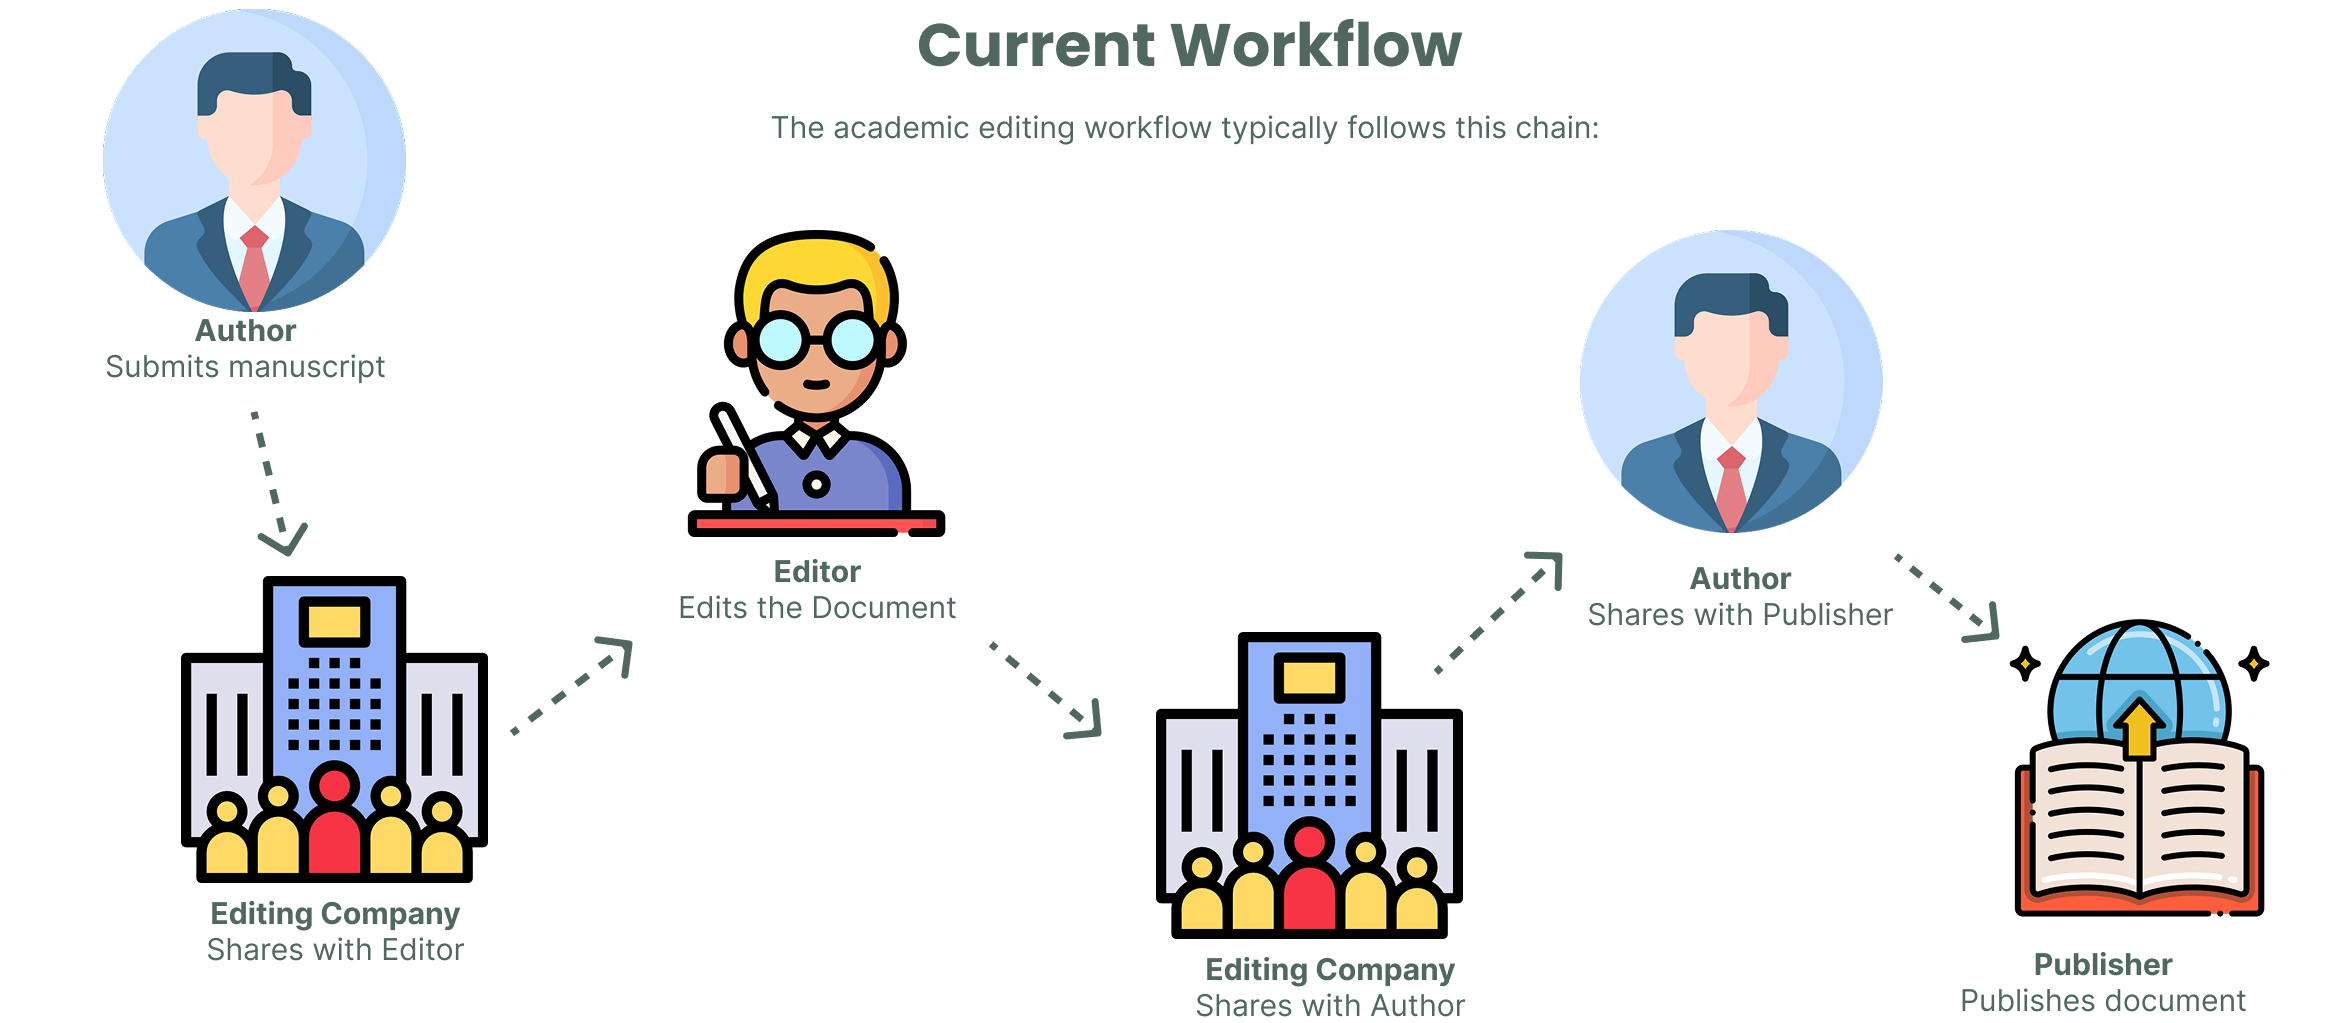 Current Workflow
The academic editing workflow typically follows this chain:
Author
Submits manuscript
Editing Company
Shares with Editor
Editor
Edits the Document
Editing Company
Shares with Author
Author
Shares with Publisher
Publisher
Publishes document